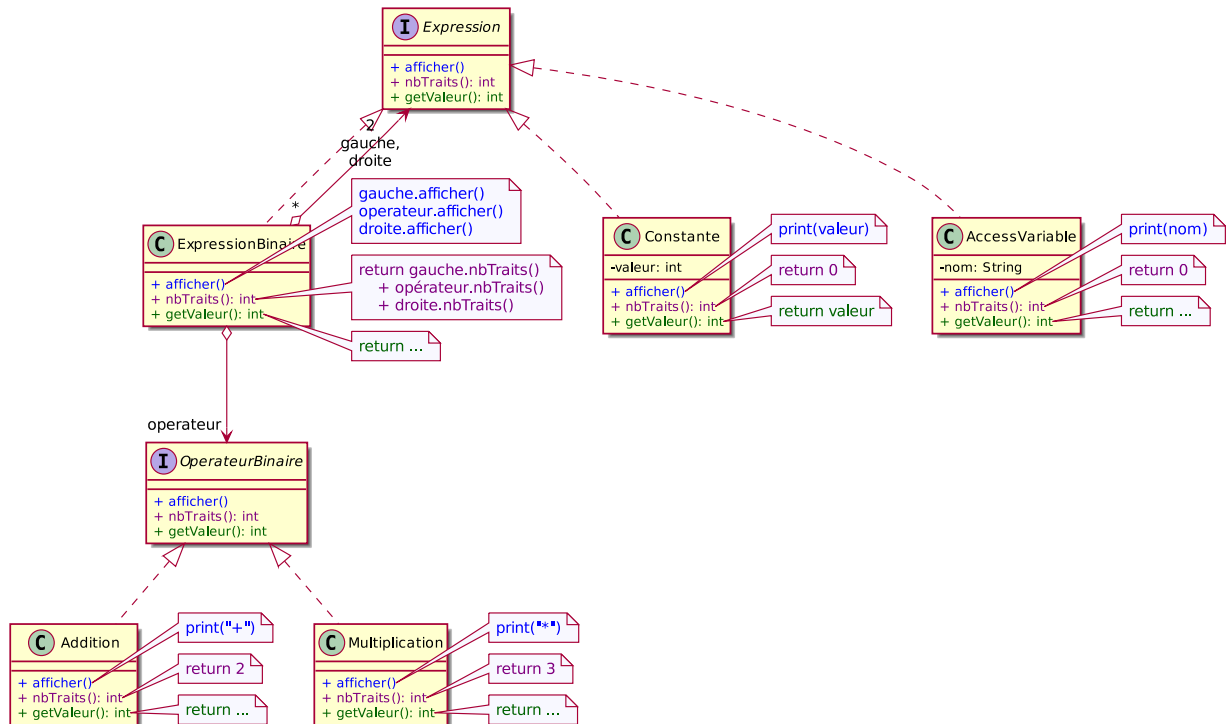 I Expression
+ afficher()
+ nbTraits(): int
+ getValeur(): int
2
gauche,
droite
*
C ExpressionBinaire
+ afficher()
+ nbTraits(): int
+ getValeur(): int
gauche.afficher()
operateur.afficher()
droite.afficher()
return gauche.nbTraits()
+ opérateur.nbTraits()
+ droite.nbTraits()
return ...
C Constante
-valeur: int
+ afficher()
+ nbTraits(): int
+ getValeur(): int
print(valeur)
return 0
return valeur
C AccessVariable
-nom: String
+ afficher()
+ nbTraits(): int
+ getValeur(): int
print(nom)
return 0
return ...
operateur
I OperateurBinaire
+ afficher()
+ nbTraits(): int
+ getValeur(): int
C Addition
+ afficher()
+ nbTraits(): int
+ getValeur(): int
print("+")
return 2
return ...
C Multiplication
+ afficher()
+ nbTraits(): int
+ getValeur(): int
print("*")
return 3
return ...